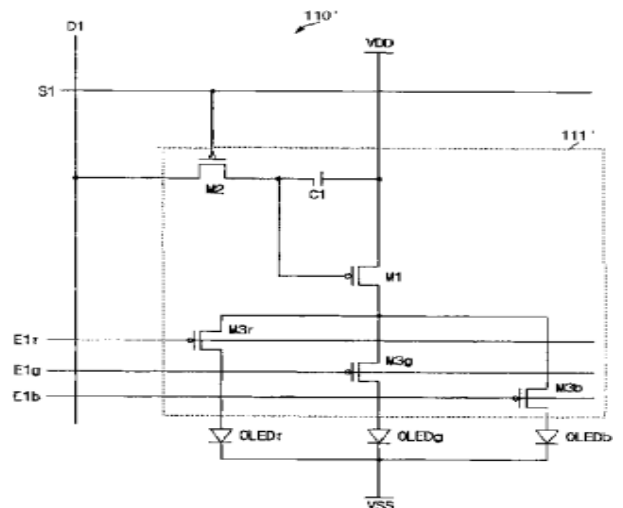 110'
D1
VDD
S1
111'
M2
C1
M1
M3r
E1r
M3g
E1g
M3b
E1b
OLEDr
OLEDg
OLEDb
VSS